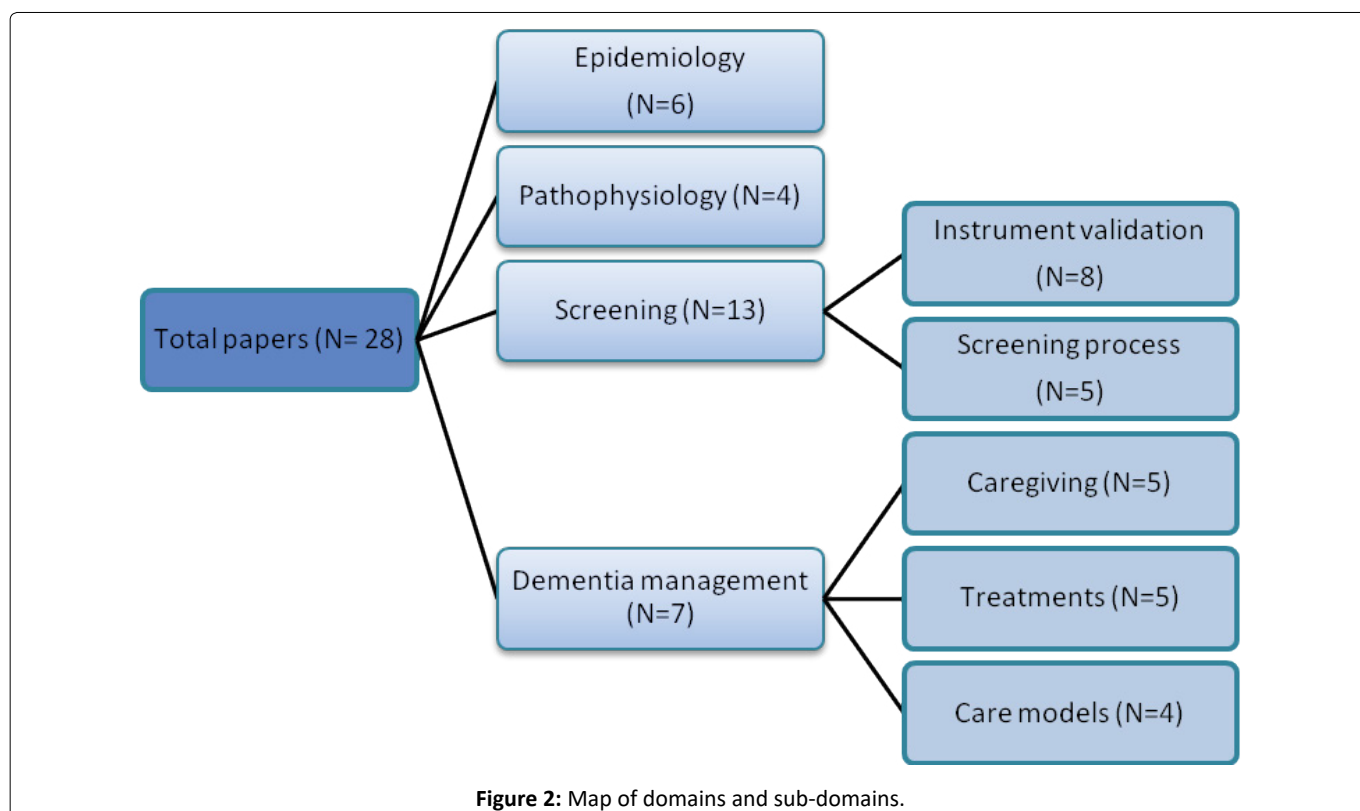 Epidemiology
(N=6)
Pathophysiology (N=4)
Instrument validation
(N=8)
Screening (N=13)
Total papers (N= 28)
Screening process
(N=5)
Caregiving (N=5)
Dementia management
(N=7)
Treatments (N=5)
Care models (N=4)
Figure 2: Map of domains and sub-domains.